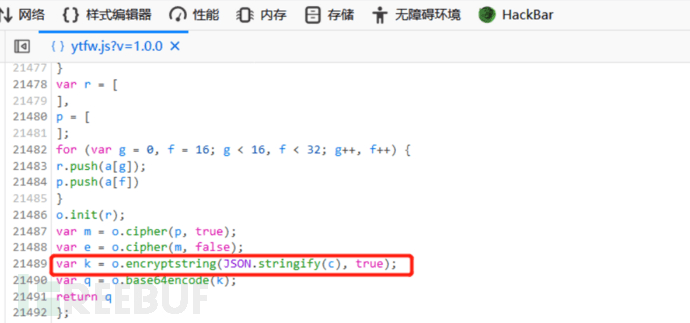 网络 {} 样式编辑器 性能 内存 存储 无障碍环境 HackBar
{} ytfw.js?v=1.0.0 ×
21477 }
21478 var r = [
21479 ],
21480 p = [
21481 ];
21482 for (var g = 0, f = 16; g < 16, f < 32; g++, f++) {
21483 r.push(a[g]);
21484 p.push(a[f])
21485 }
21486 o.init(r);
21487 var m = o.cipher(p, true);
21488 var e = o.cipher(m, false);
21489 var k = o.encryptstring(JSON.stringify(c), true);
21490 var q = o.base64encode(k);
21491 return q
21492 };
REEBUF